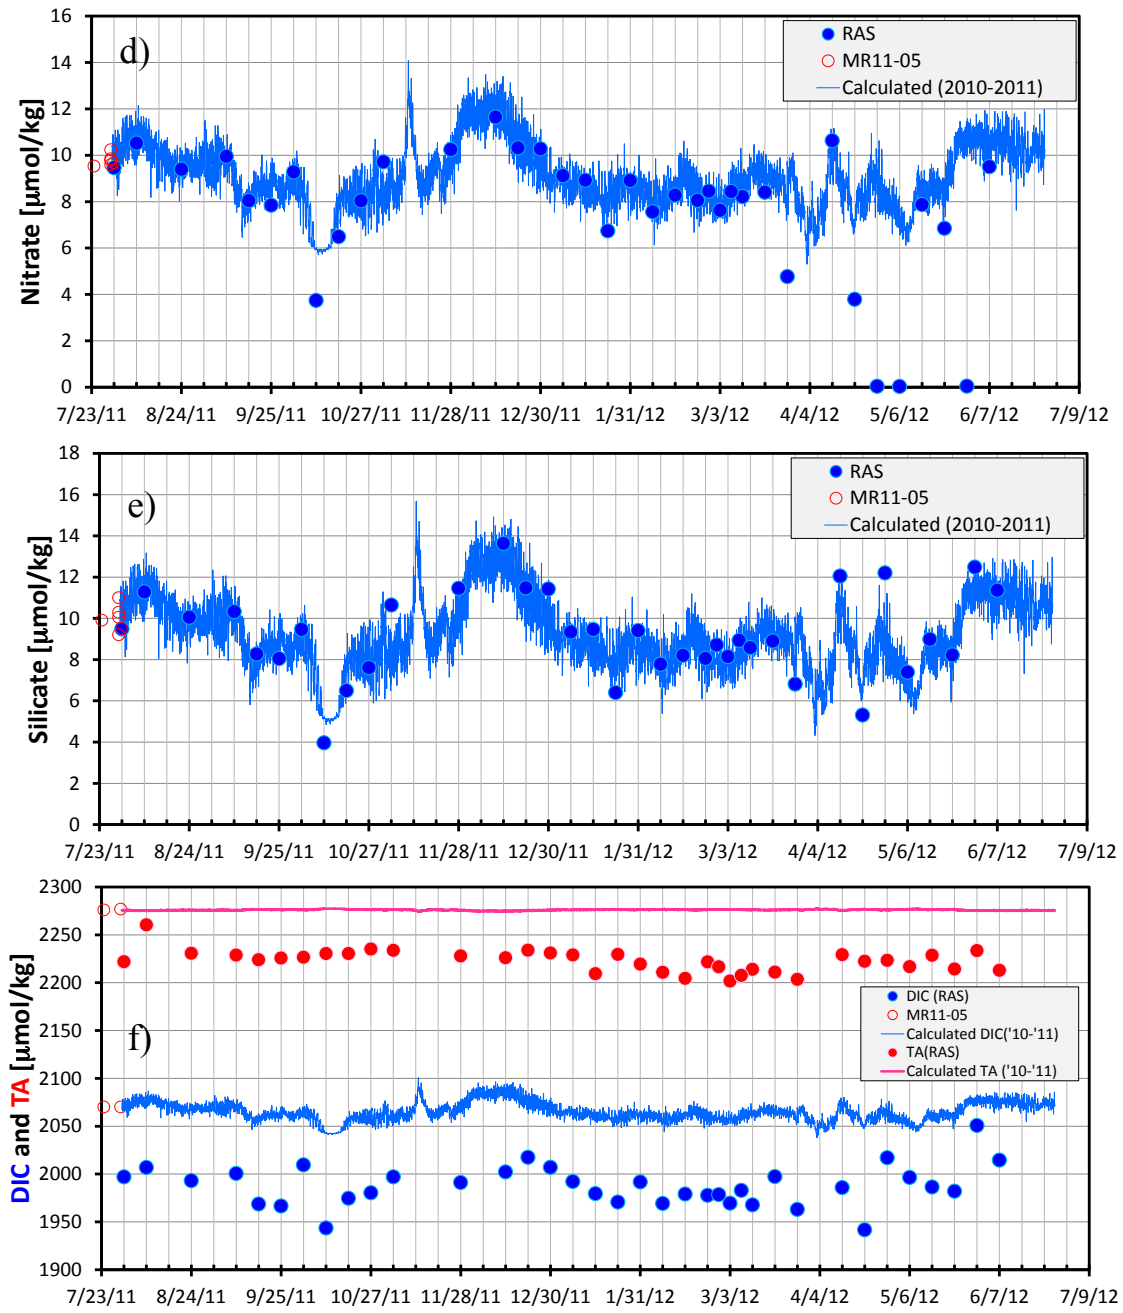 16
14
12
10
8
6
4
2
0
Nitrate [μmol/kg]
d)
RAS
MR11-05
Calculated (2010-2011)
7/23/11 8/24/11 9/25/11 10/27/11 11/28/11 12/30/11 1/31/12 3/3/12 4/4/12 5/6/12 6/7/12 7/9/12
18
16
14
12
10
8
6
4
2
0
Silicate [μmol/kg]
e)
RAS
MR11-05
Calculated (2010-2011)
7/23/11 8/24/11 9/25/11 10/27/11 11/28/11 12/30/11 1/31/12 3/3/12 4/4/12 5/6/12 6/7/12 7/9/12
2300
2250
2200
2150
2100
2050
2000
1950
1900
DIC and TA [μmol/kg]
f)
DIC (RAS)
MR11-05
Calculated DIC('10-'11)
TA(RAS)
Calculated TA ('10-'11)
7/23/11 8/24/11 9/25/11 10/27/11 11/28/11 12/30/11 1/31/12 3/3/12 4/4/12 5/6/12 6/7/12 7/9/12